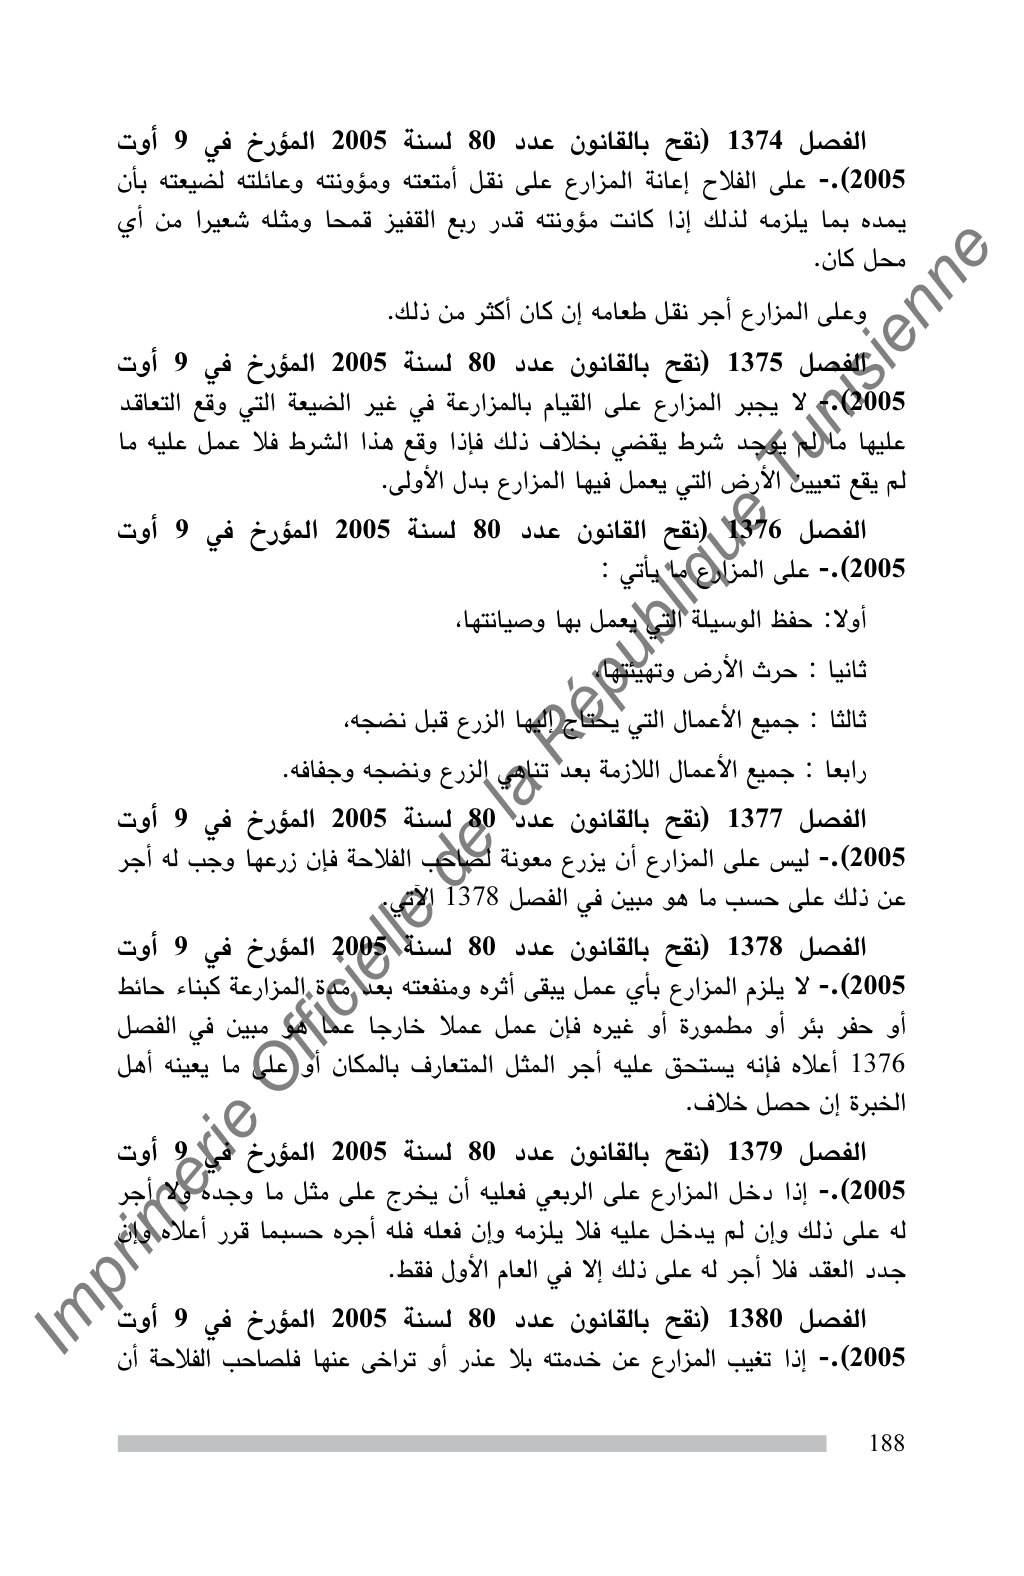 الفصل 1374 (نقح بالقانون عدد 80 لسنة 2005 المؤرخ في 9 أوت
2005).- على الفلاح إعانة المزارع على نقل أمتعته ومؤونته وعائلته لضيعته بأن
يمده بما يلزمه لذلك إذا كانت مؤونته قدر ربع القفيز قمحا ومثله شعيرا من أي
محل كان.
وعلى المزارع أجر نقل طعامه إن كان أكثر من ذلك.
الفصل 1375 (نقح بالقانون عدد 80 لسنة 2005 المؤرخ في 9 أوت
2005).- لا يجبر المزارع على القيام بالمزارعة في غير الضيعة التي وقع التعاقد
عليها ما لم يوجد شرط يقضي بخلاف ذلك فإذا وقع هذا الشرط فلا عمل عليه ما
لم يقع تعيين الأرض التي يعمل فيها المزارع بدل الأولى.
الفصل 1376 (نقح القانون عدد 80 لسنة 2005 المؤرخ في 9 أوت
2005).- على المزارع ما يأتي :
أولا: حفظ الوسيلة التي يعمل بها وصيانتها،
ثانيا : حرث الأرض وتهيئتها،
ثالثا : جميع الأعمال التي يحتاج إليها الزرع قبل نضجه،
رابعا : جميع الأعمال اللازمة بعد تناهي الزرع ونضجه وجفافه.
الفصل 1377 (نقح بالقانون عدد 80 لسنة 2005 المؤرخ في 9 أوت
2005).- ليس على المزارع أن يزرع معونة لصاحب الفلاحة فإن زرعها وجب له أجر
عن ذلك على حسب ما هو مبين في الفصل 1378 الآتي.
الفصل 1378 (نقح بالقانون عدد 80 لسنة 2005 المؤرخ في 9 أوت
2005).- لا يلزم المزارع بأي عمل يبقى أثره ومنفعته بعد مدة المزارعة كبناء حائط
أو حفر بئر أو مطمورة أو غيره فإن عمل عملا خارجا عما هو مبين في الفصل
1376 أعلاه فإنه يستحق عليه أجر المثل المتعارف بالمكان أو على ما يعينه أهل
الخبرة إن حصل خلاف.
الفصل 1379 (نقح بالقانون عدد 80 لسنة 2005 المؤرخ في 9 أوت
2005).- إذا دخل المزارع على الربعي فعليه أن يخرج على مثل ما وجده ولا أجر
له على ذلك وإن لم يدخل عليه فلا يلزمه وإن فعله فله أجره حسبما قرر أعلاه وإن
جدد العقد فلا أجر له على ذلك إلا في العام الأول فقط.
الفصل 1380 (نقح بالقانون عدد 80 لسنة 2005 المؤرخ في 9 أوت
2005).- إذا تغيب المزارع عن خدمته بلا عذر أو تراخى عنها فلصاحب الفلاحة أن
188
Imprimerie Officielle de la République Tunisienne